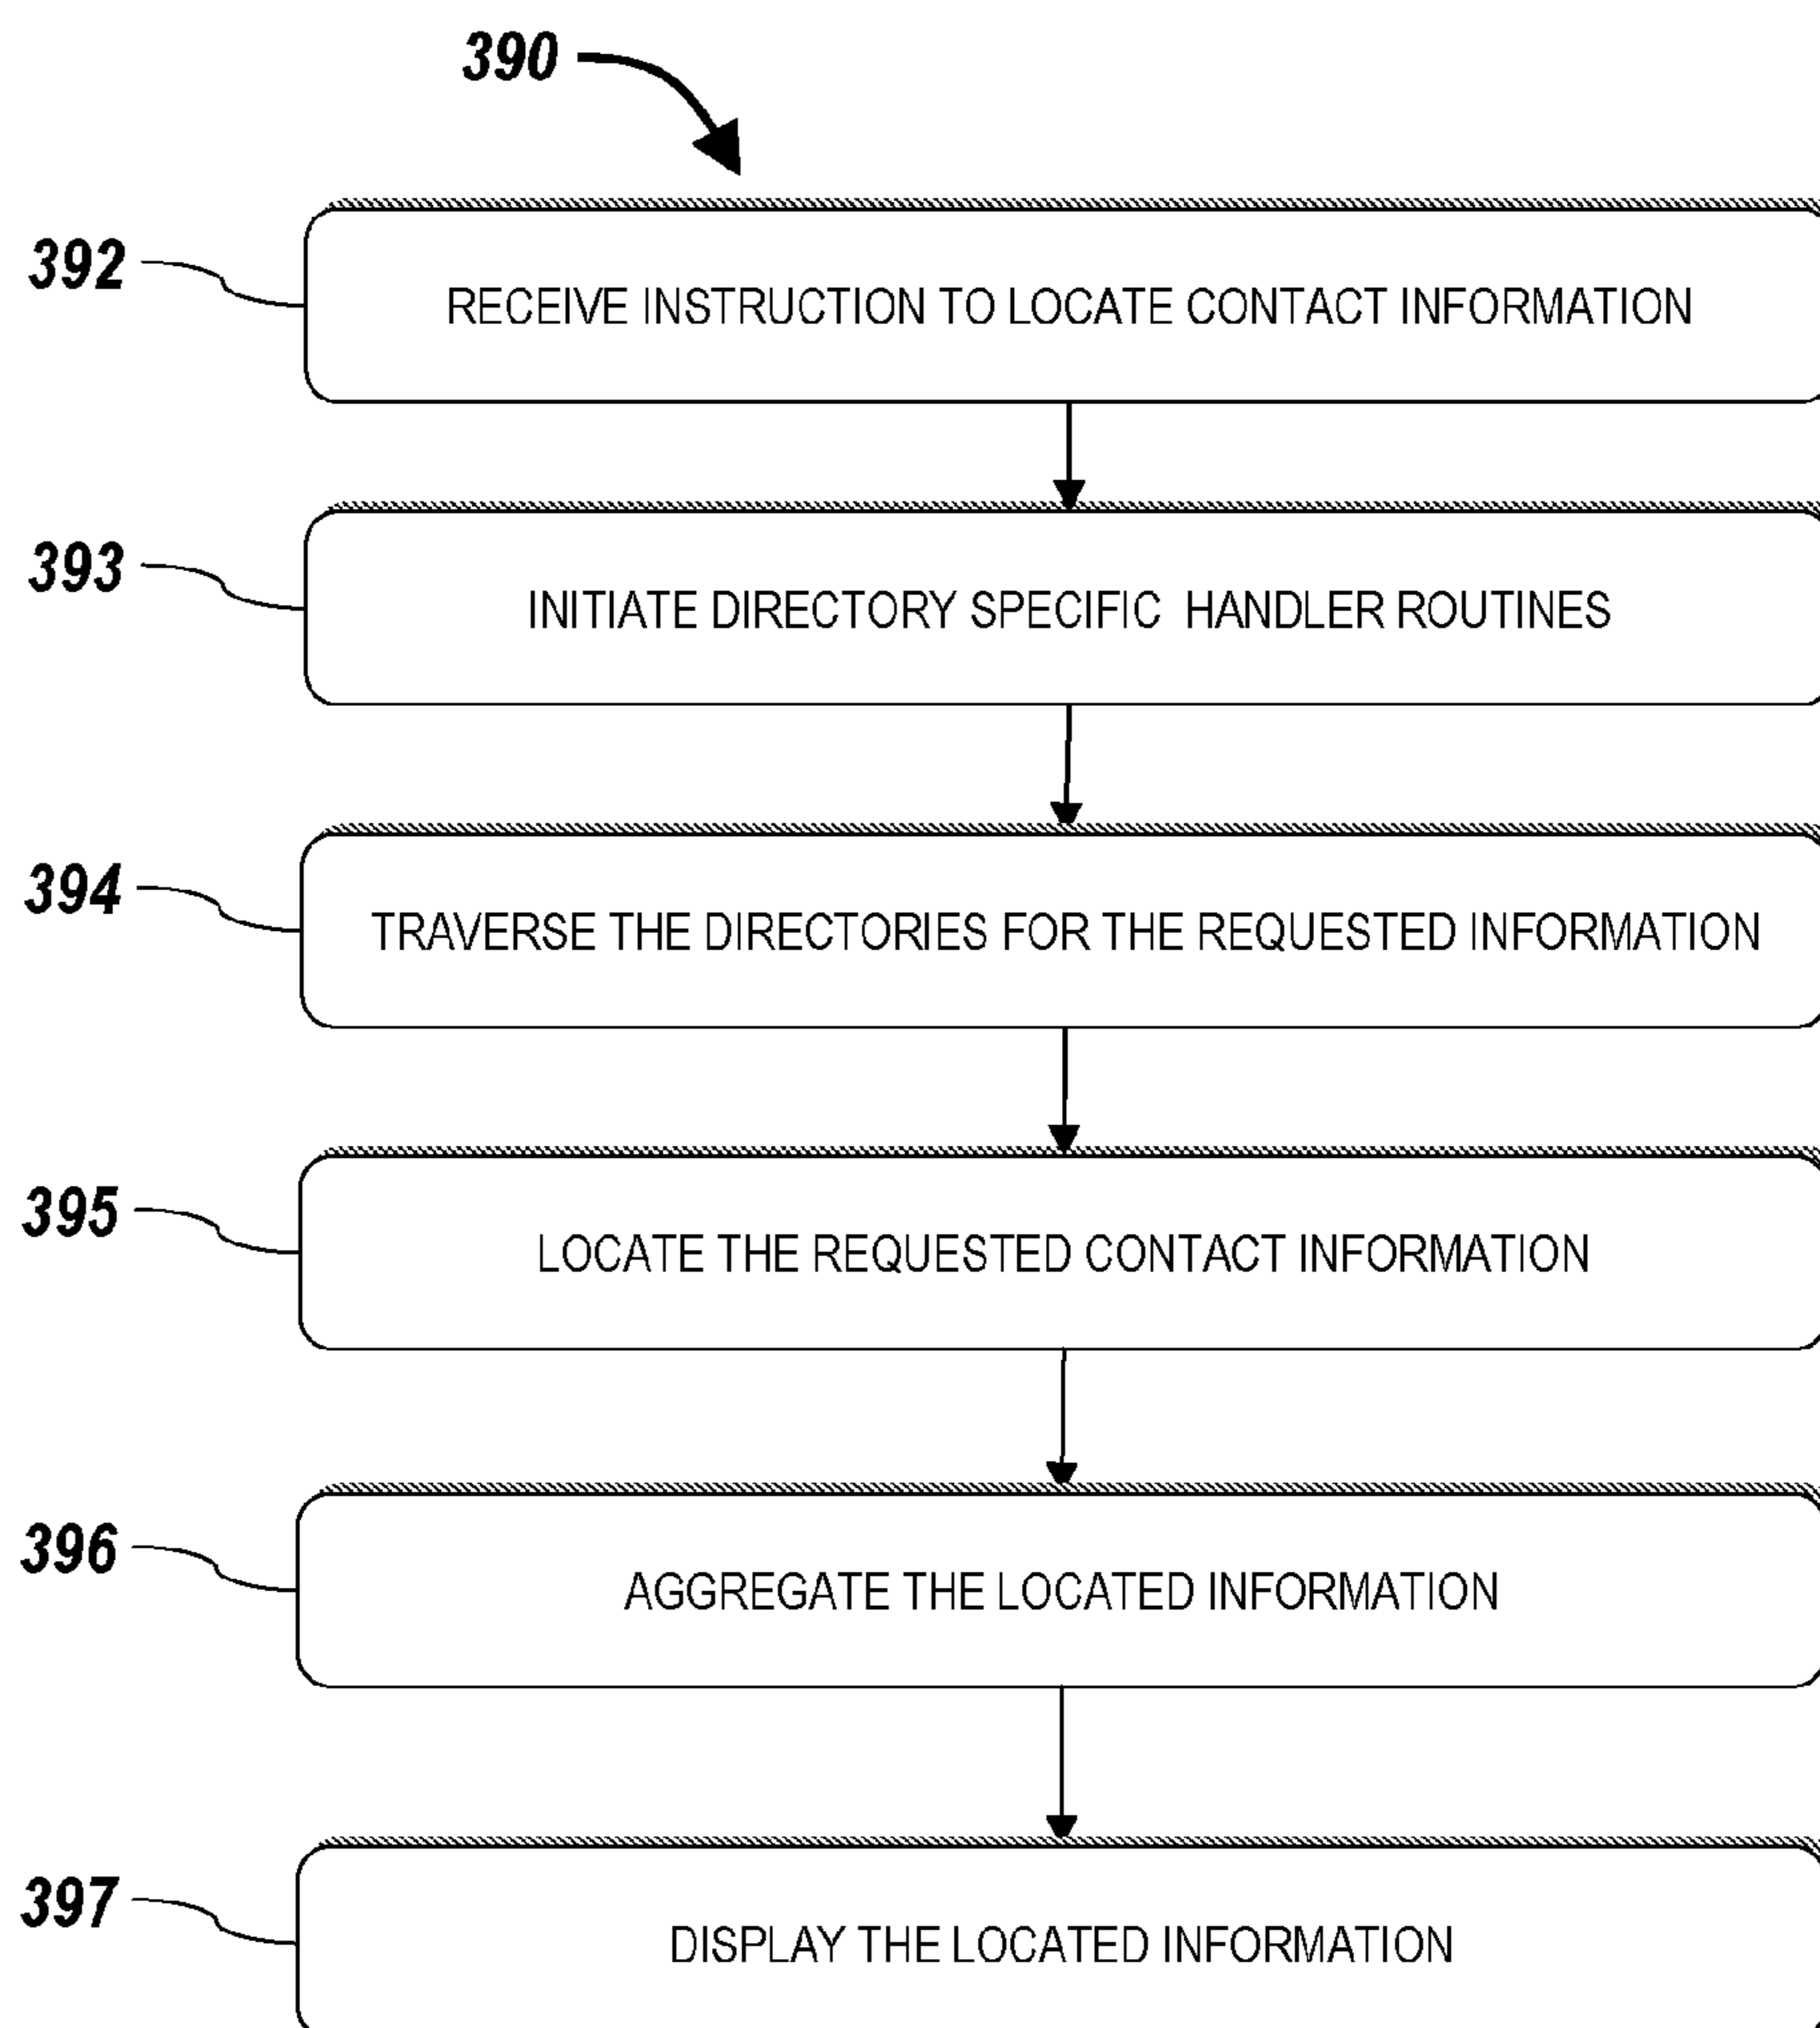 390
392
RECEIVE INSTRUCTION TO LOCATE CONTACT INFORMATION
393
INITIATE DIRECTORY SPECIFIC HANDLER ROUTINES
394
TRAVERSE THE DIRECTORIES FOR THE REQUESTED INFORMATION
395
LOCATE THE REQUESTED CONTACT INFORMATION
396
AGGREGATE THE LOCATED INFORMATION
397
DISPLAY THE LOCATED INFORMATION